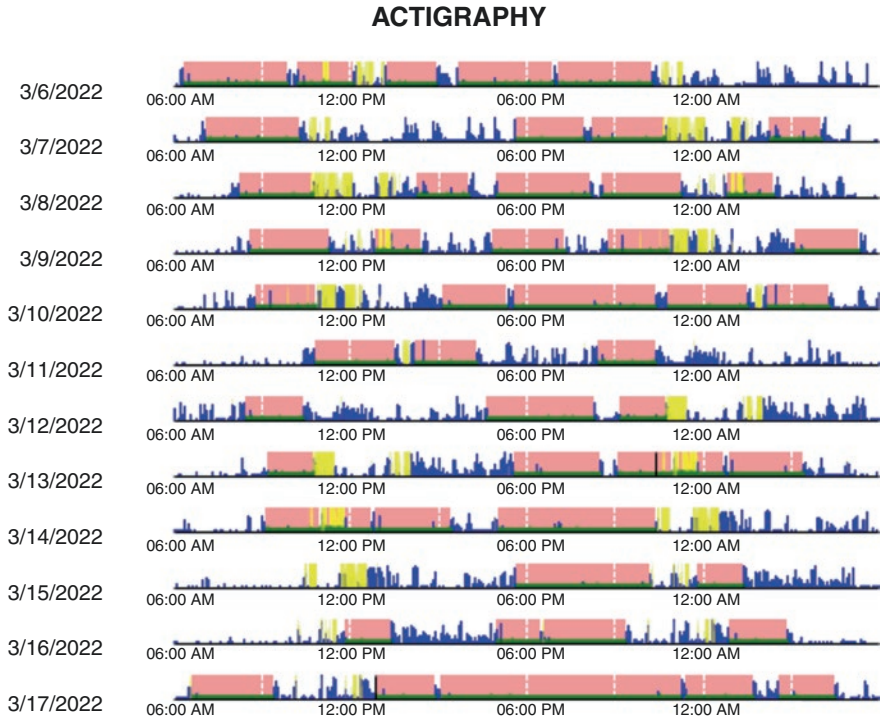 ACTIGRAPHY
3/6/2022
06:00 AM 12:00 PM 06:00 PM 12:00 AM
3/7/2022
06:00 AM 12:00 PM 06:00 PM 12:00 AM
3/8/2022
06:00 AM 12:00 PM 06:00 PM 12:00 AM
3/9/2022
06:00 AM 12:00 PM 06:00 PM 12:00 AM
3/10/2022
06:00 AM 12:00 PM 06:00 PM 12:00 AM
3/11/2022
06:00 AM 12:00 PM 06:00 PM 12:00 AM
3/12/2022
06:00 AM 12:00 PM 06:00 PM 12:00 AM
3/13/2022
06:00 AM 12:00 PM 06:00 PM 12:00 AM
3/14/2022
06:00 AM 12:00 PM 06:00 PM 12:00 AM
3/15/2022
06:00 AM 12:00 PM 06:00 PM 12:00 AM
3/16/2022
06:00 AM 12:00 PM 06:00 PM 12:00 AM
3/17/2022
06:00 AM 12:00 PM 06:00 PM 12:00 AM